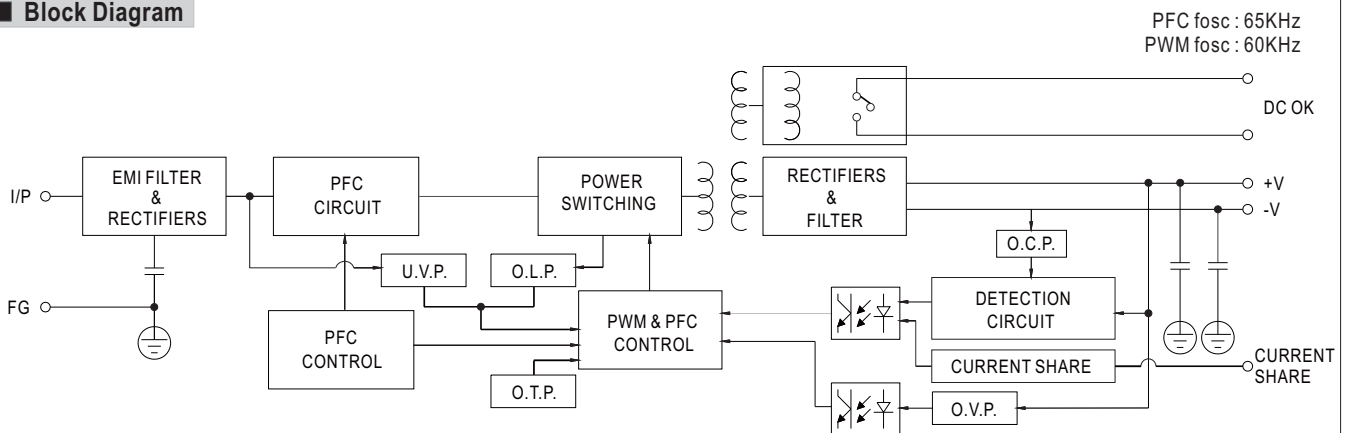 Block Diagram
PFC fosc : 65KHz
PWM fosc : 60KHz
DC OK
I/P
EMI FILTER
&
RECTIFIERS
PFC
CIRCUIT
POWER
SWITCHING
RECTIFIERS
&
FILTER
+V
-V
O.C.P.
U.V.P.
O.L.P.
FG
PFC
CONTROL
PWM & PFC
CONTROL
DETECTION
CIRCUIT
CURRENT SHARE
CURRENT
SHARE
O.T.P.
O.V.P.